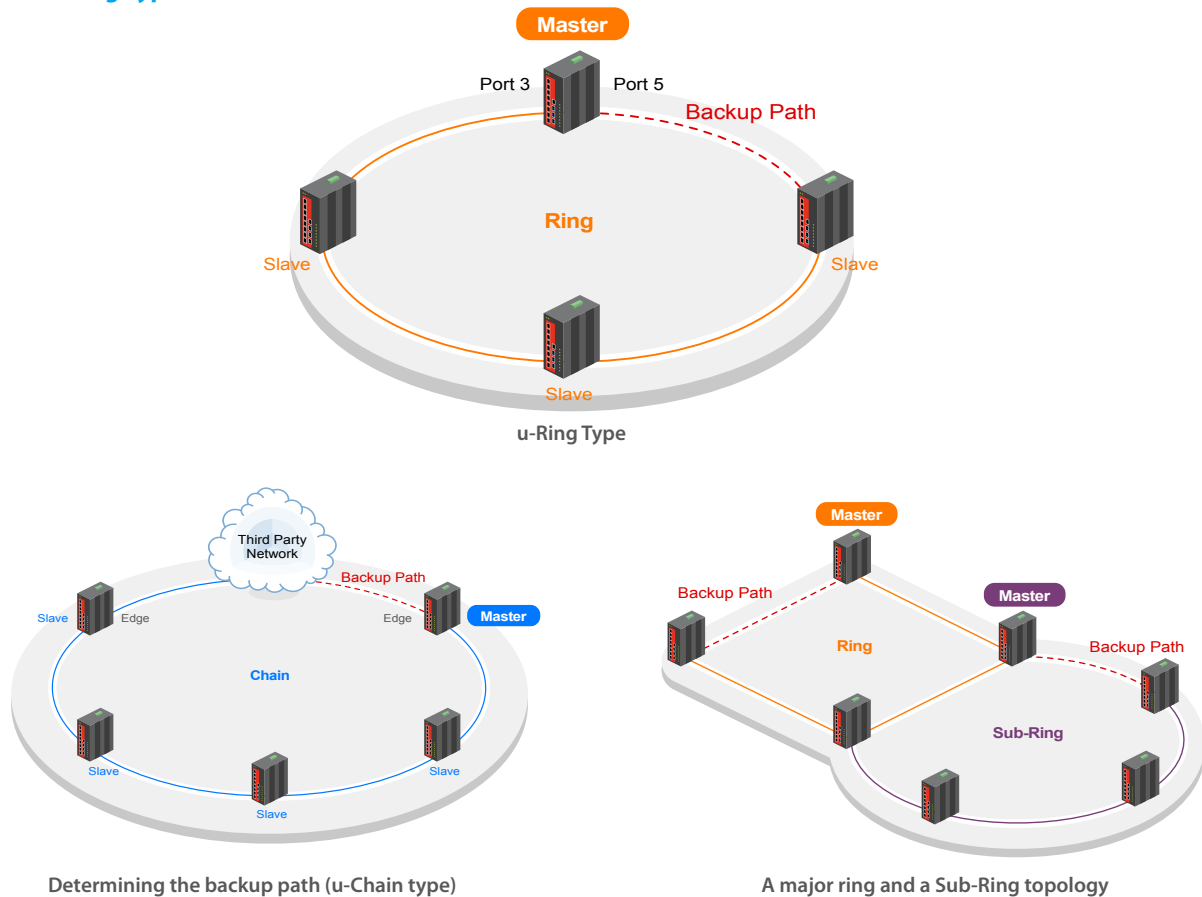 Master
Port 3
Port 5
Backup Path
Ring
Slave
Slave
Slave
u-Ring Type
Third Party
Network
Backup Path
Slave
Edge
Edge
Master
Chain
Slave
Slave
Slave
Determining the backup path (u-Chain type)
Master
Master
Backup Path
Ring
Backup Path
Sub-Ring
A major ring and a Sub-Ring topology